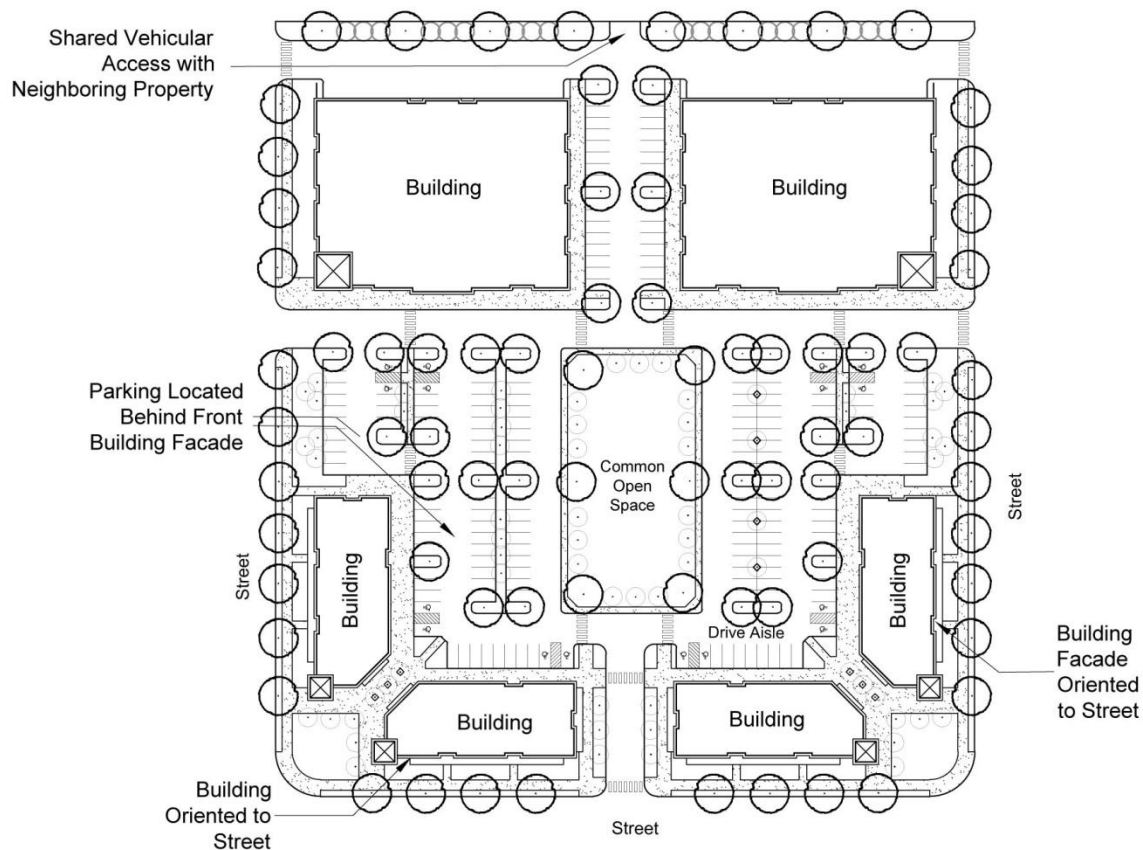 Shared Vehicular
Access with
Neighboring Property
Building
Building
Parking Located
Behind Front
Building Facade
Common
Open
Space
Street
Street
Building
Building
Drive Aisle
Building
Facade
Oriented
to Street
Building
Building
Building
Oriented to
Street
Street